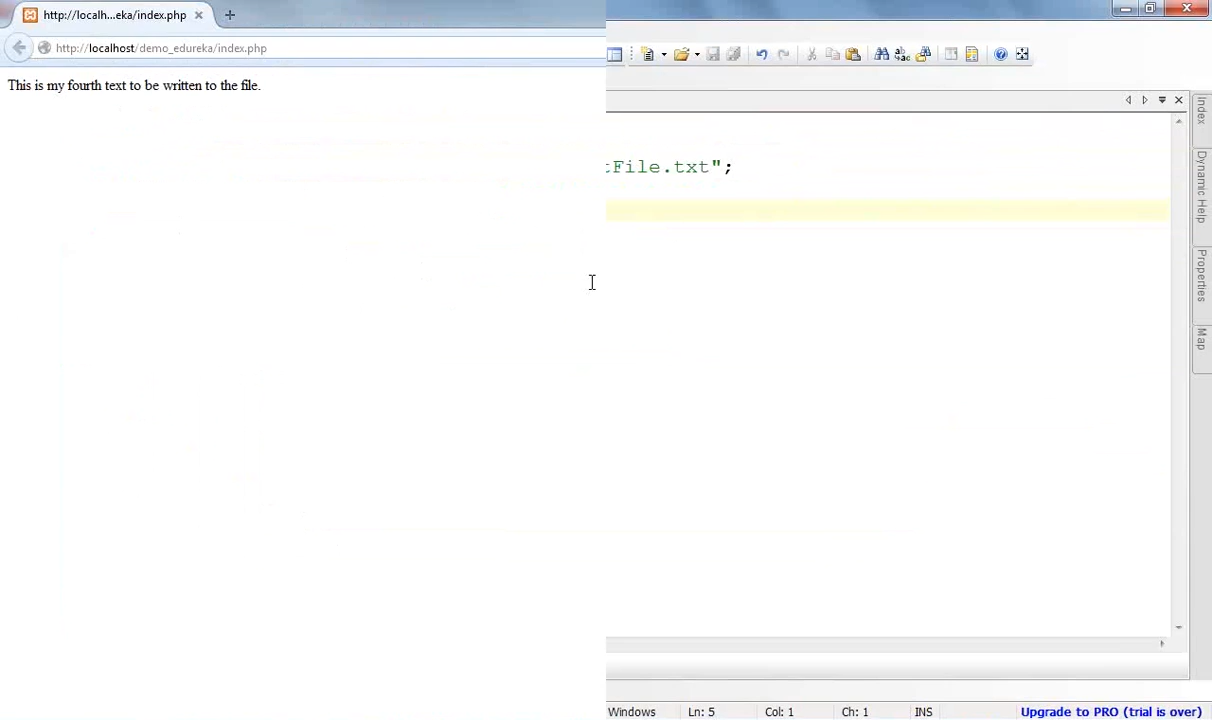 http://localh...eka/index.php
http://localhost/demo_edureka/index.php
This is my fourth text to be written to the file.
tFile.txt";
Index
Dynamic Help
Properties
Map
Windows
Ln: 5
Col: 1
Ch: 1
INS
Upgrade to PRO (trial is over)